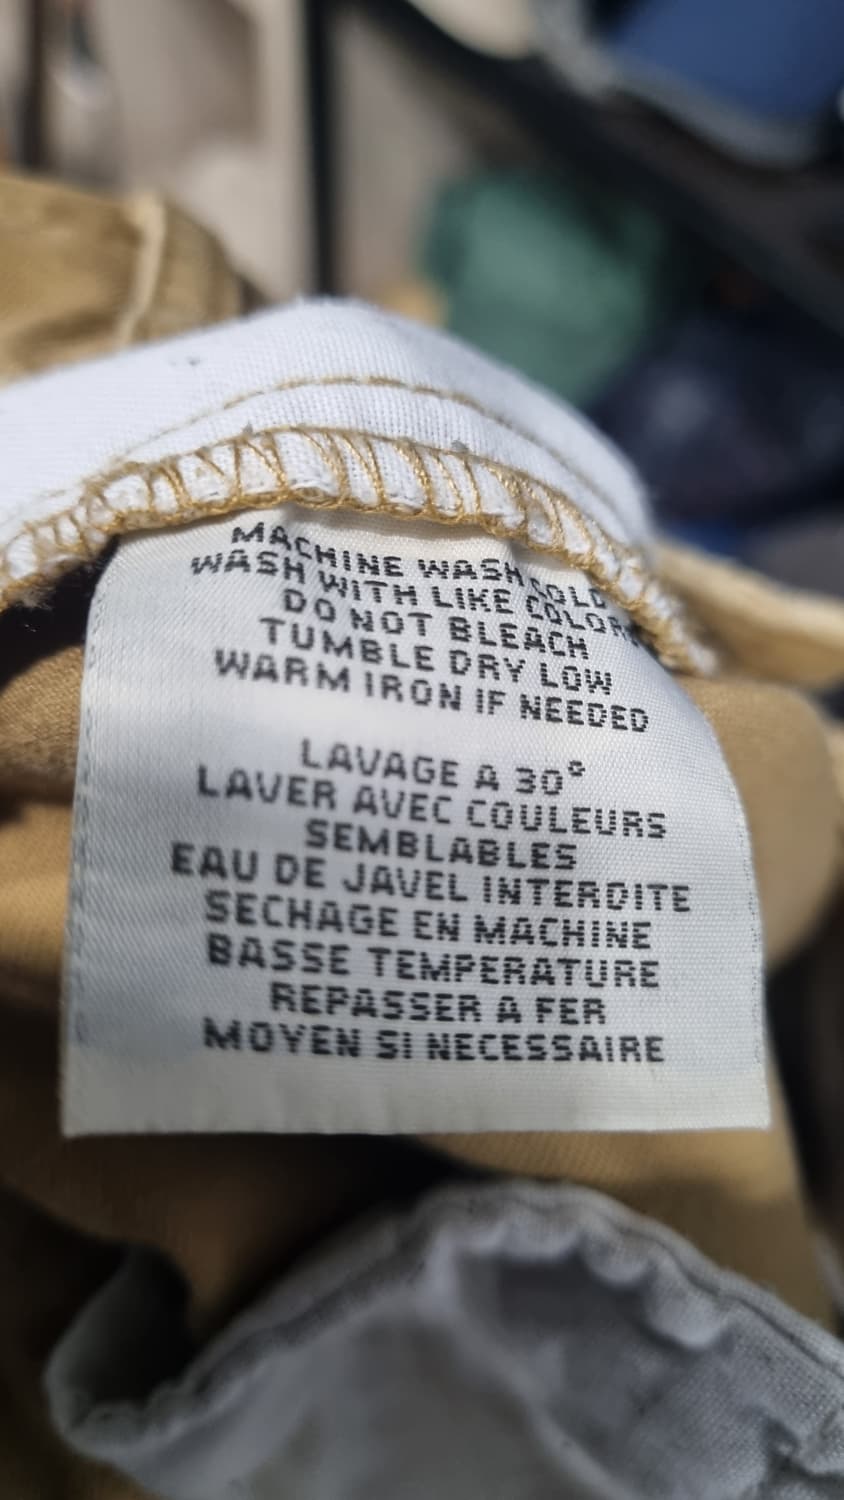 MACHINE WASH COLD
WASH WITH LIKE COLORS
DO NOT BLEACH
TUMBLE DRY LOW
WARM IRON IF NEEDED
LAVAGE A 30°
LAVER AVEC COULEURS
SEMBLABLES
EAU DE JAVEL INTERDITE
SECHAGE EN MACHINE
BASSE TEMPERATURE
REPASSER A FER
MOYEN SI NECESSAIRE